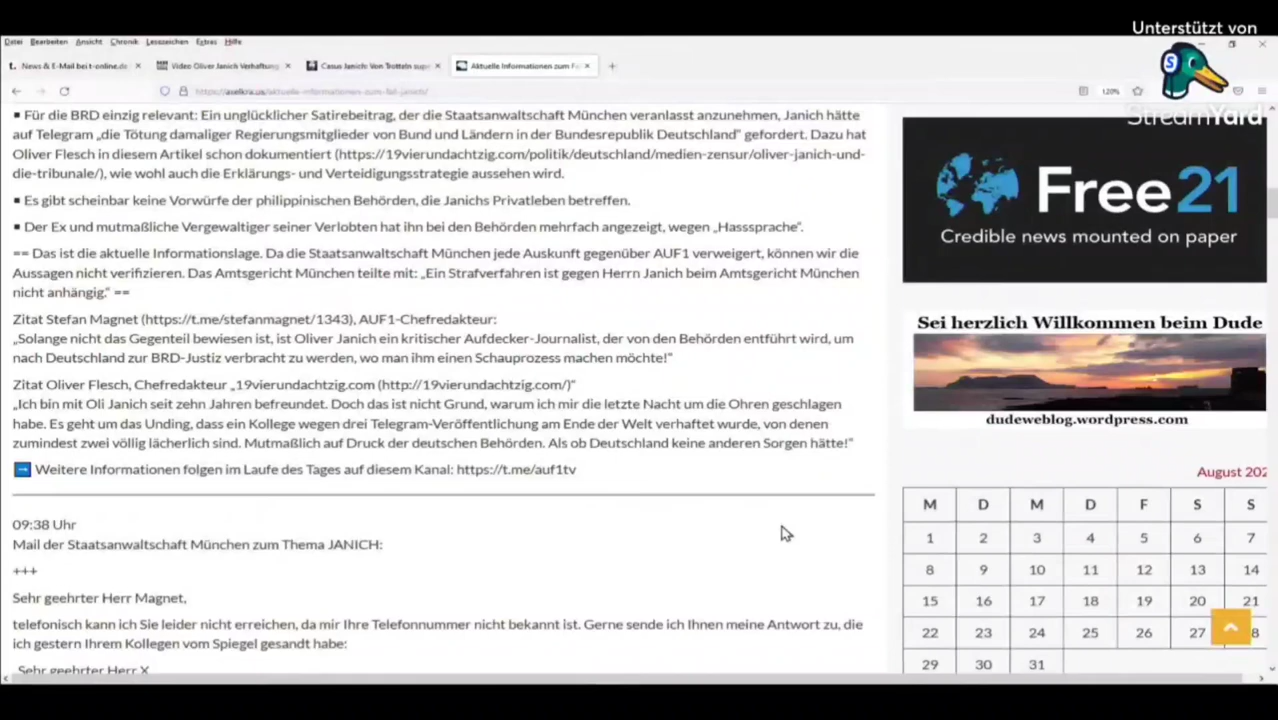 Unterstützt von
StreamYard
Datei Bearbeiten Ansicht Chronik Lesezeichen Extras Hilfe
t. News & E-Mail bei t-online.de
Video Oliver Janich Verhaftung
Casus Janich: Von Trotteln
Aktuelle Informationen zum
120%
▪ Für die BRD einzig relevant: Ein unglücklicher Satirebeitrag, der die Staatsanwaltschaft München veranlasst anzunehmen, Janich hätte
auf Telegram „die Tötung damaliger Regierungsmitglieder von Bund und Ländern in der Bundesrepublik Deutschland“ gefordert. Dazu hat
Oliver Flesch in diesem Artikel schon dokumentiert (https://19vierundachtzig.com/politik/deutschland/medien-zensur/oliver-janich-und-
die-tribunale/), wie wohl auch die Erklärungs- und Verteidigungsstrategie aussehen wird.
▪ Es gibt scheinbar keine Vorwürfe der philippinischen Behörden, die Janichs Privatleben betreffen.
▪ Der Ex und mutmaßliche Vergewaltiger seiner Verlobten hat ihn bei den Behörden mehrfach angezeigt, wegen „Hasssprache“.
== Das ist die aktuelle Informationslage. Da die Staatsanwaltschaft München jede Auskunft gegenüber AUF1 verweigert, können wir die
Aussagen nicht verifizieren. Das Amtsgericht München teilte mit: „Ein Strafverfahren ist gegen Herrn Janich beim Amtsgericht München
nicht anhängig.“ ==
Zitat Stefan Magnet (https://t.me/stefanmagnet/1343), AUF1-Chefredakteur:
„Solange nicht das Gegenteil bewiesen ist, ist Oliver Janich ein kritischer Aufdecker-Journalist, der von den Behörden entführt wird, um
nach Deutschland zur BRD-Justiz verbracht zu werden, wo man ihm einen Schauprozess machen möchte!“
Zitat Oliver Flesch, Chefredakteur „19vierundachtzig.com (http://19vierundachtzig.com/)“
„Ich bin mit Oli Janich seit zehn Jahren befreundet. Doch das ist nicht Grund, warum ich mir die letzte Nacht um die Ohren geschlagen
habe. Es geht um das Unding, dass ein Kollege wegen drei Telegram-Veröffentlichung am Ende der Welt verhaftet wurde, von denen
zumindest zwei völlig lächerlich sind. Mutmaßlich auf Druck der deutschen Behörden. Als ob Deutschland keine anderen Sorgen hätte!“
Weitere Informationen folgen im Laufe des Tages auf diesem Kanal: https://t.me/auf1tv
09:38 Uhr
Mail der Staatsanwaltschaft München zum Thema JANICH:
+++
Sehr geehrter Herr Magnet,
telefonisch kann ich Sie leider nicht erreichen, da mir Ihre Telefonnummer nicht bekannt ist. Gerne sende ich Ihnen meine Antwort zu, die
ich gestern Ihrem Kollegen vom Spiegel gesandt habe:
Sehr geehrter Herr X
Free21
Credible news mounted on paper
Sei herzlich Willkommen beim Dude
dudeweblog.wordpress.com
August 202
M D M D F S S
1 2 3 4 5 6 7
8 9 10 11 12 13 14
15 16 17 18 19 20 21
22 23 24 25 26 27 8
29 30 31